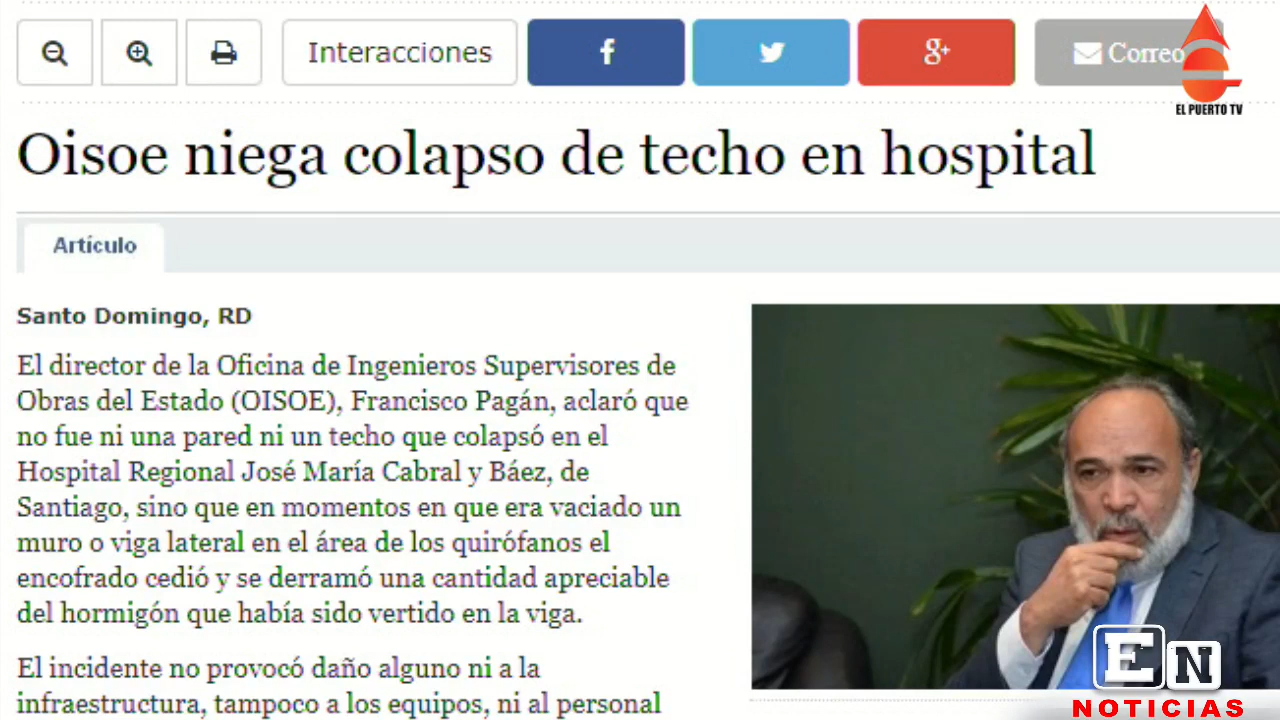 Interacciones
f
g+
Correo
EL PUERTO TV
Oisoe niega colapso de techo en hospital
Artículo
Santo Domingo, RD
El director de la Oficina de Ingenieros Supervisores de
Obras del Estado (OISOE), Francisco Pagán, aclaró que
no fue ni una pared ni un techo que colapsó en el
Hospital Regional José María Cabral y Báez, de
Santiago, sino que en momentos en que era vaciado un
muro o viga lateral en el área de los quirófanos el
encofrado cedió y se derramó una cantidad apreciable
del hormigón que había sido vertido en la viga.
El incidente no provocó daño alguno ni a la
infraestructura, tampoco a los equipos, ni al personal
EN
NOTICIAS